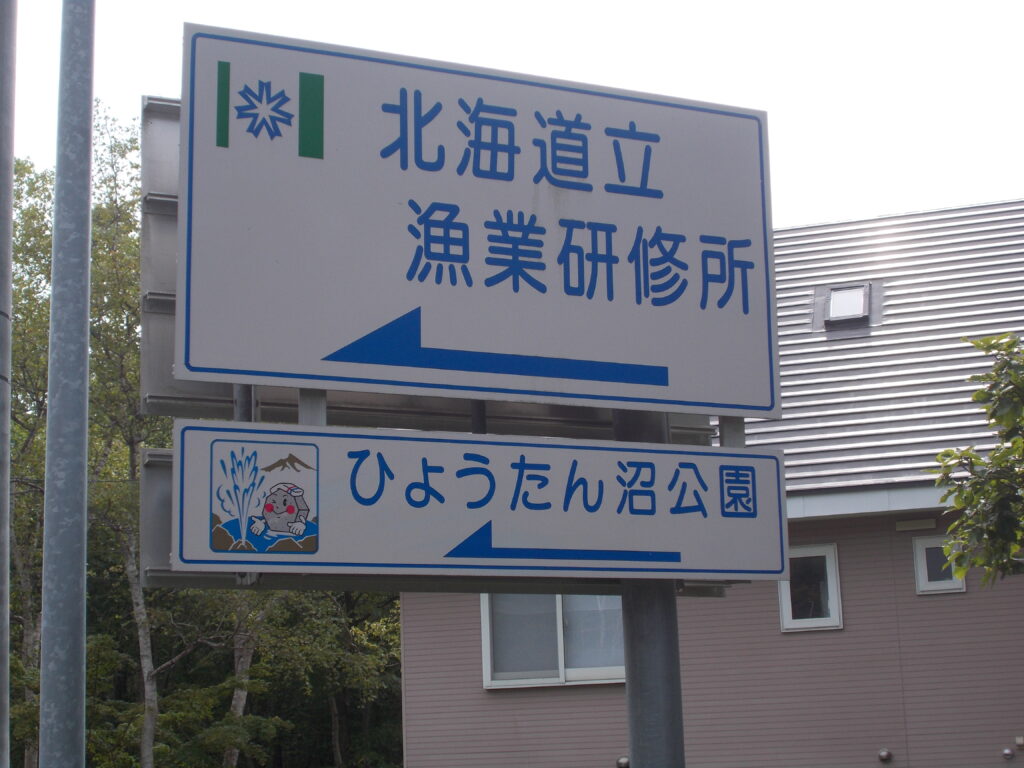 北海道立
漁業研修所
ひょうたん沼公園